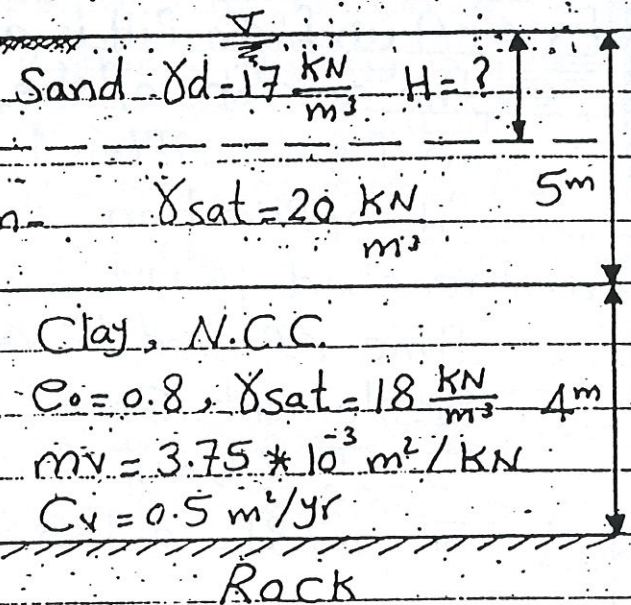 Sand γd=17 KN/m³ H=?
γsat=20 KN/m³ 5m
Clay, N.C.C.
e₀=0.8, γsat=18 KN/m³ 4m
mv=3.75*10⁻³ m²/KN
Cv=0.5 m²/yr
Rock